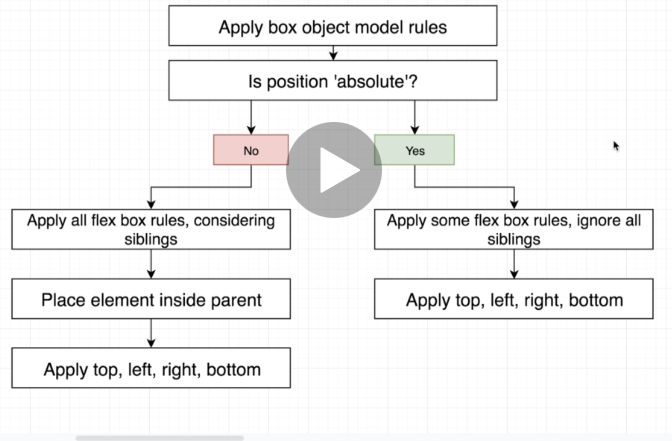 Apply box object model rules
Is position 'absolute'?
No
Yes
Apply all flex box rules, considering
siblings
Apply some flex box rules, ignore all
siblings
Place element inside parent
Apply top, left, right, bottom
Apply top, left, right, bottom